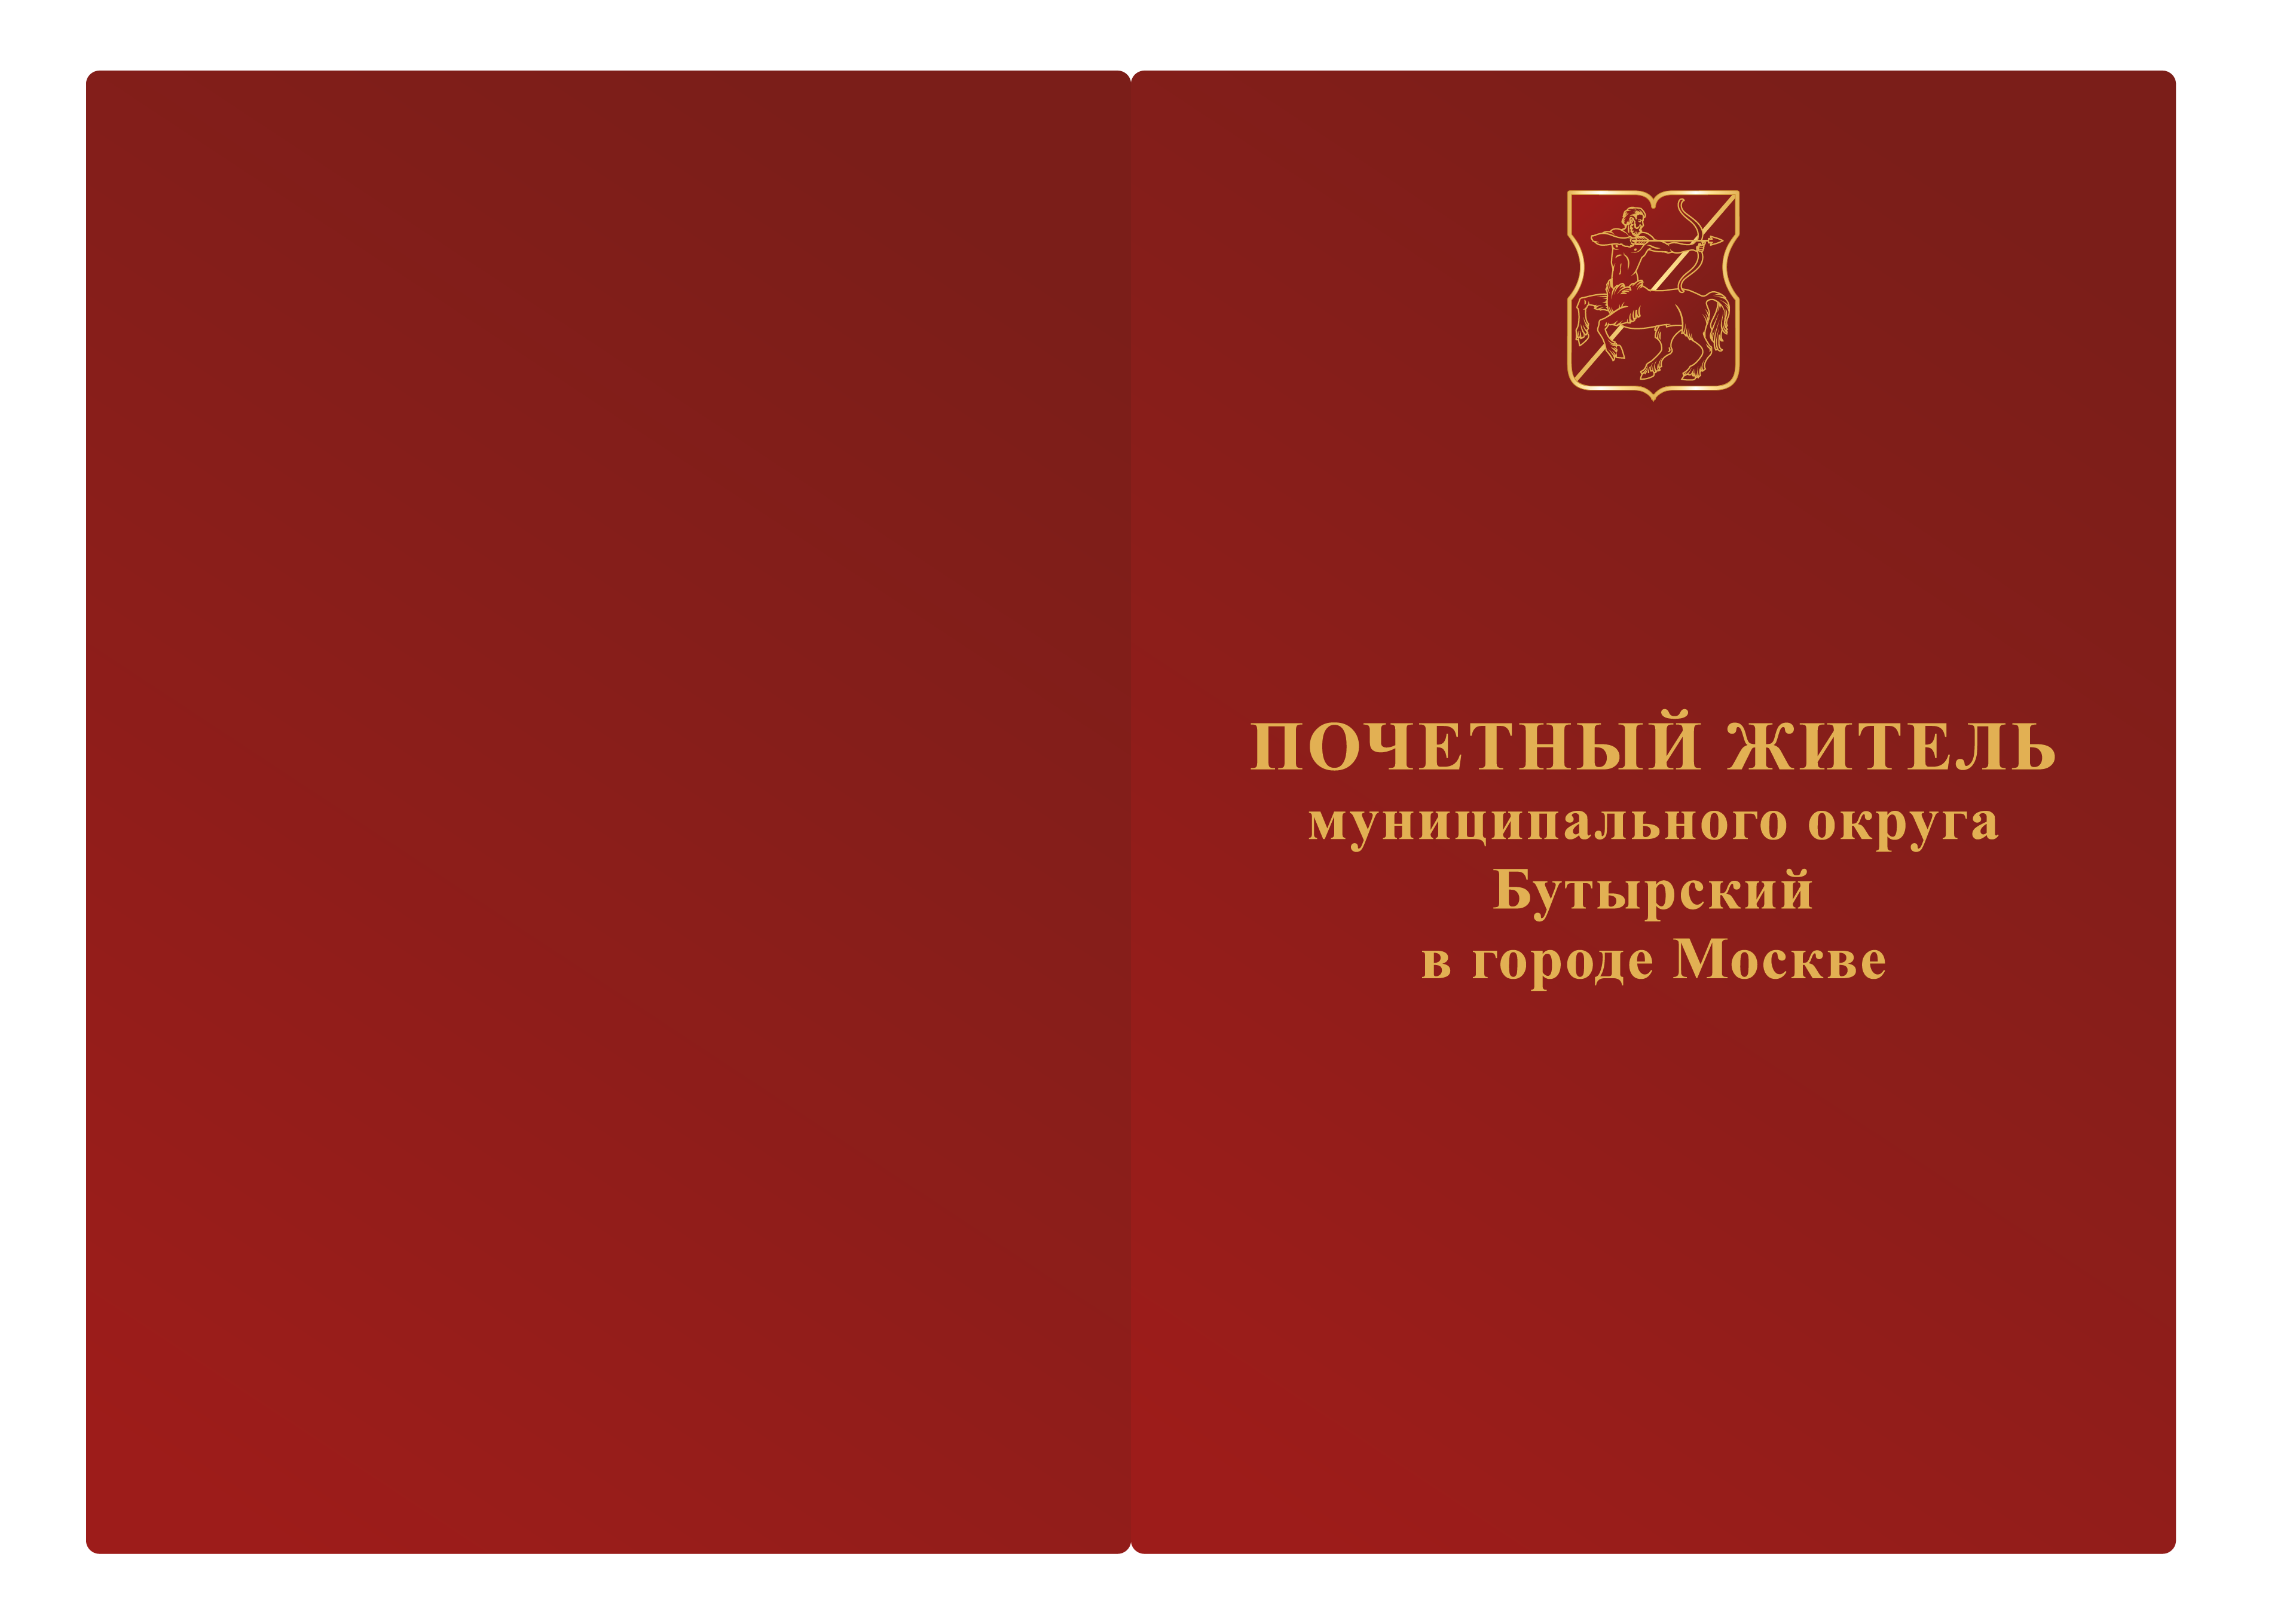 ПОЧЕТНЫЙ ЖИТЕЛЬ
муниципального округа
Бутырский
в городе Москве